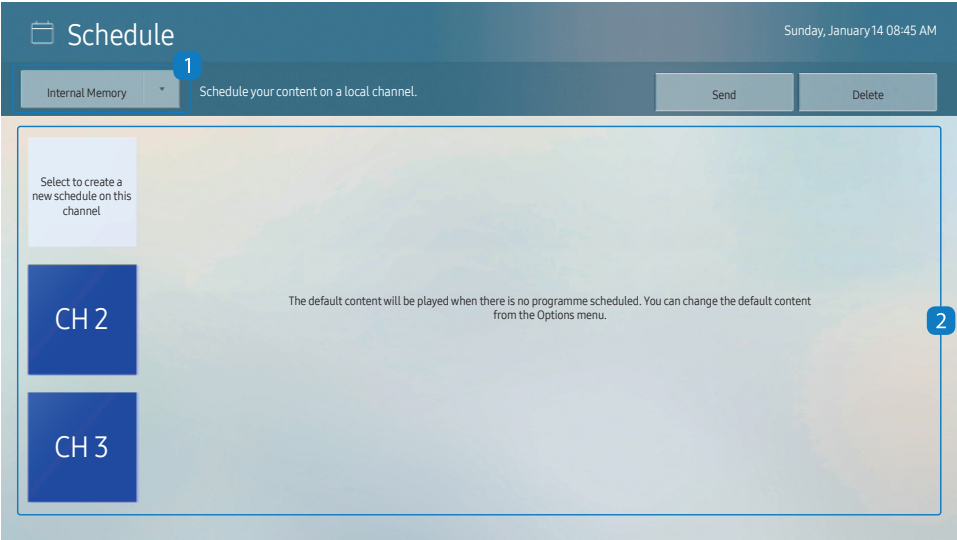 Schedule
Sunday, January 14 08:45 AM
1
Internal Memory
Schedule your content on a local channel.
Send
Delete
Select to create a
new schedule on this
channel
CH 2
The default content will be played when there is no programme scheduled. You can change the default content
from the Options menu.
2
CH 3